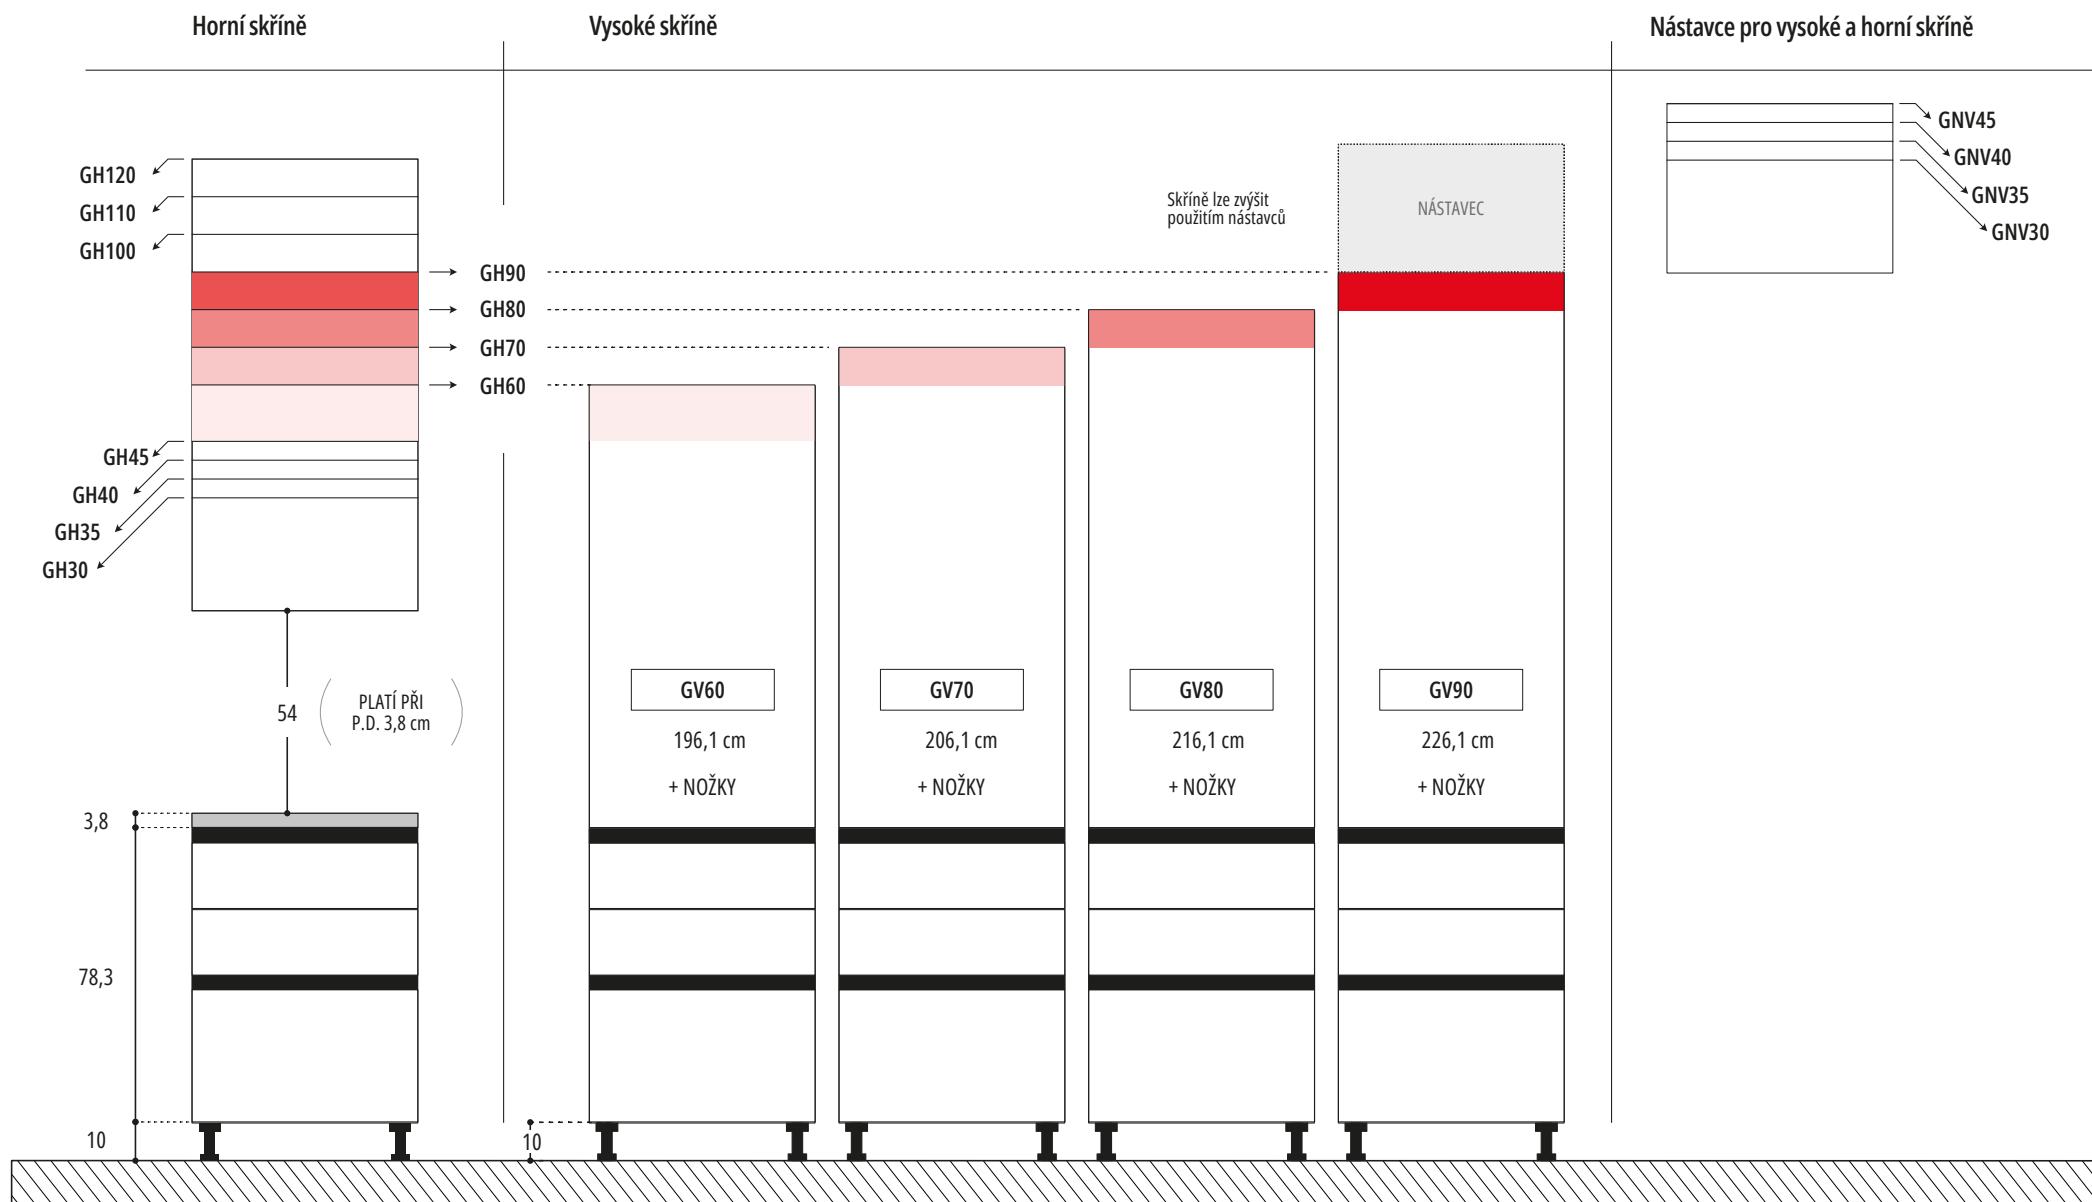 Horní skříně
Vysoké skříně
Nástavce pro vysoké a horní skříně
GH120
GH110
GH100
GH90
GH80
GH70
GH60
GH45
GH40
GH35
GH30
Skříně lze zvýšit
použitím nástavců
NÁSTAVEC
GNV45
GNV40
GNV35
GNV30
54
PLATÍ PŘI
P.D. 3,8 cm
GV60
196,1 cm
+ NOŽKY
GV70
206,1 cm
+ NOŽKY
GV80
216,1 cm
+ NOŽKY
GV90
226,1 cm
+ NOŽKY
3,8
78,3
10
10